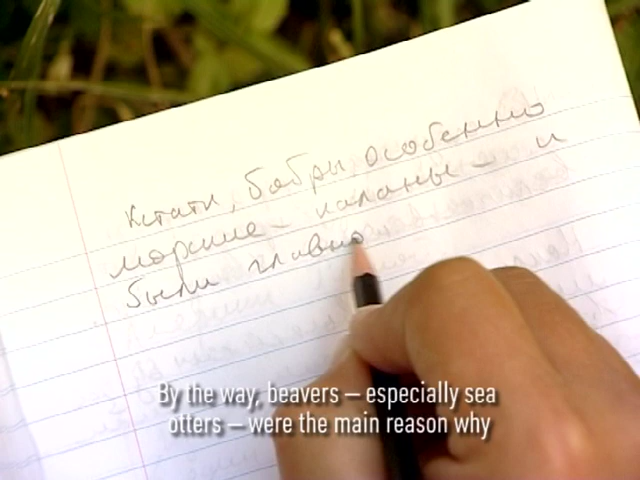 Кстати, бобры, особенно
морские – каланы – и
были главно
By the way, beavers – especially sea
otters – were the main reason why